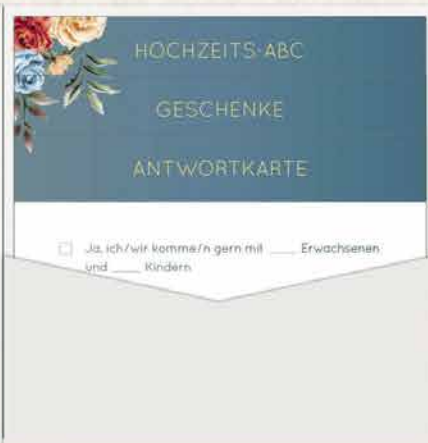 HOCHZEITS-ABC
GESCHENKE
ANTWORTKARTE
Ja, ich/wir komme/n gern mit ____ Erwachsenen
und ____ Kindern